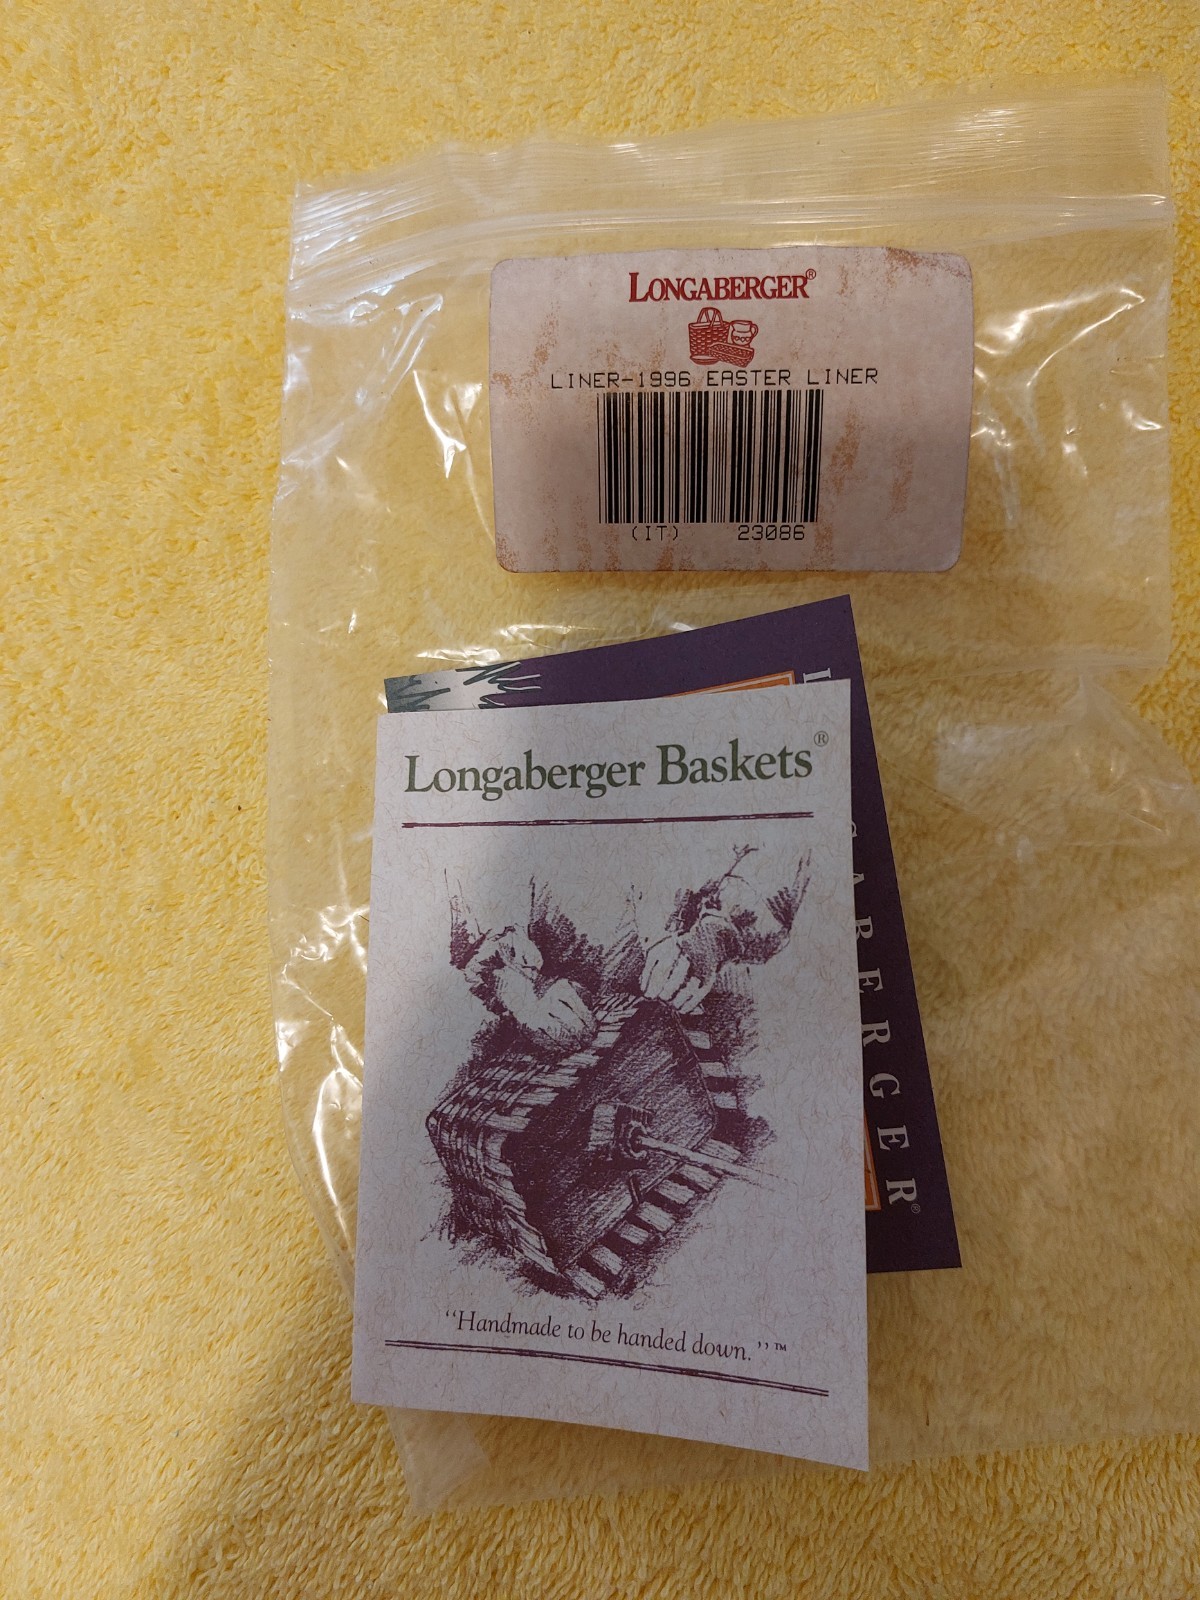 LONGABERGER®
LINER-1996 EASTER LINER
(IT) 23086
Longaberger Baskets®
GABERGER®
"Handmade to be handed down."™